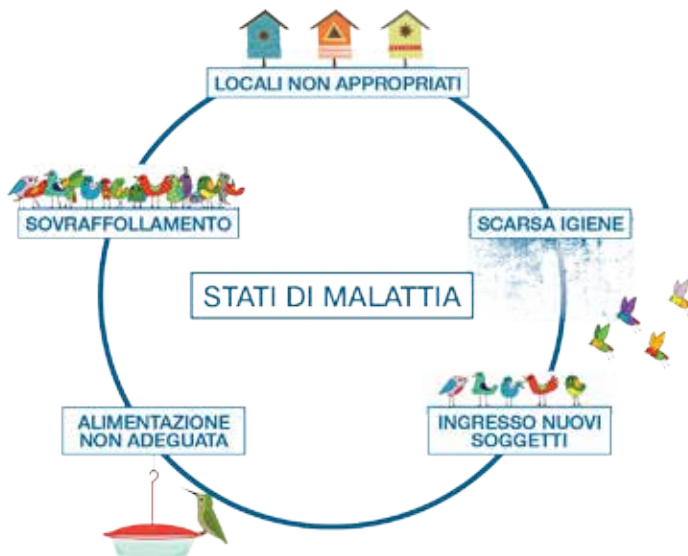 LOCALI NON APPROPRIATI
SOVRAFFOLLAMENTO
SCARSA IGIENE
STATI DI MALATTIA
ALIMENTAZIONE
NON ADEGUATA
INGRESSO NUOVI
SOGGETTI